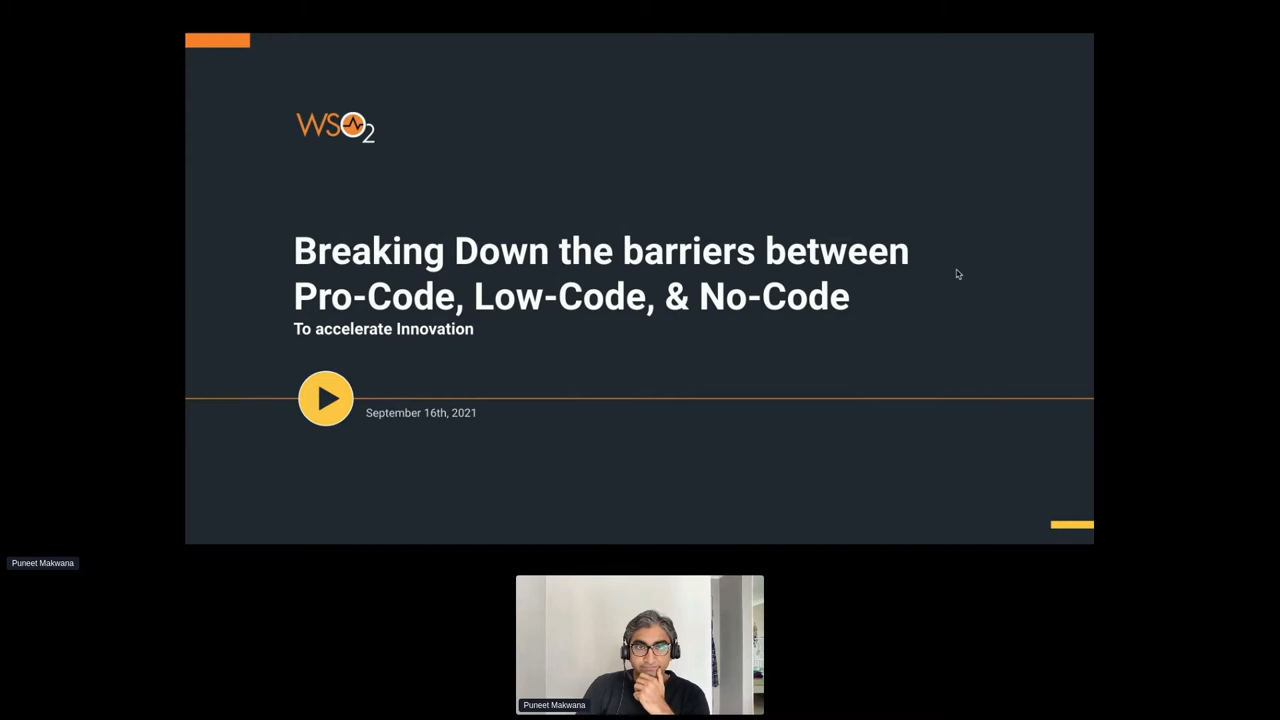 WSO2
Breaking Down the barriers between
Pro-Code, Low-Code, & No-Code
To accelerate Innovation
September 16th, 2021
Puneet Makwana
Puneet Makwana